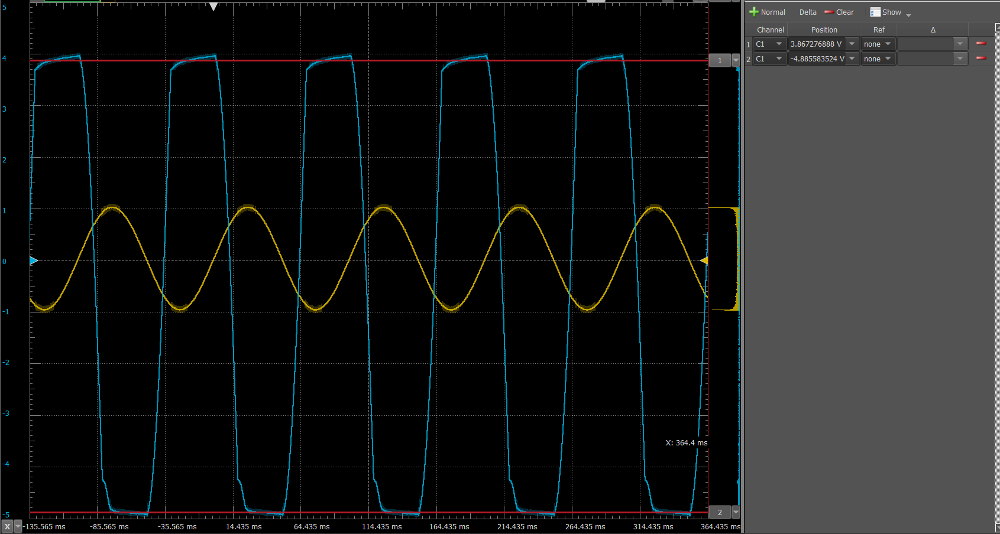 5
4
3
2
1
0
-1
-2
-3
-4
-5
1
2
X: 364.4 ms
X
-135.565 ms
-85.565 ms
-35.565 ms
14.435 ms
64.435 ms
114.435 ms
164.435 ms
214.435 ms
264.435 ms
314.435 ms
364.435 ms
Normal Delta Clear Show
Channel Position Ref Δ
1 C1 3.867276888 V none
2 C1 -4.885583524 V none